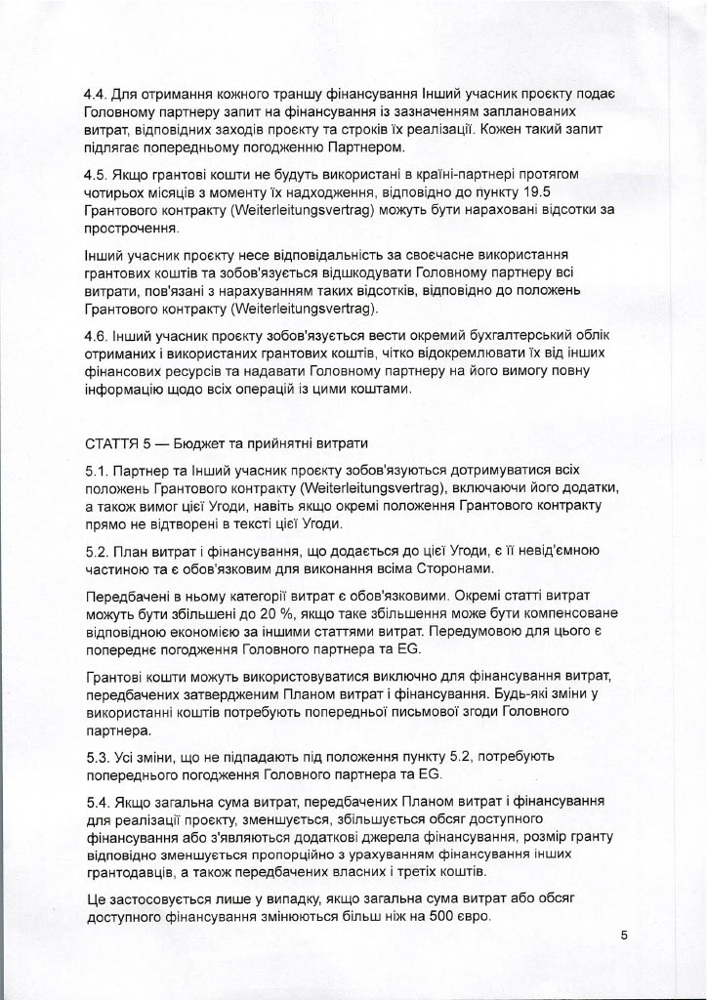 4.4. Для отримання кожного траншу фінансування Інший учасник проєкту подає
Головному партнеру запит на фінансування із зазначенням запланованих
витрат, відповідних заходів проєкту та строків їх реалізації. Кожен такий запит
підлягає попередньому погодженню Партнером.
4.5. Якщо грантові кошти не будуть використані в країні-партнері протягом
чотирьох місяців з моменту їх надходження, відповідно до пункту 19.5
Грантового контракту (Weiterleitungsvertrag) можуть бути нараховані відсотки за
прострочення.
Інший учасник проєкту несе відповідальність за своєчасне використання
грантових коштів та зобов'язується відшкодувати Головному партнеру всі
витрати, пов'язані з нарахуванням таких відсотків, відповідно до положень
Грантового контракту (Weiterleitungsvertrag).
4.6. Інший учасник проєкту зобов'язується вести окремий бухгалтерський облік
отриманих і використаних грантових коштів, чітко відокремлювати їх від інших
фінансових ресурсів та надавати Головному партнеру на його вимогу повну
інформацію щодо всіх операцій із цими коштами.
СТАТТЯ 5 — Бюджет та прийнятні витрати
5.1. Партнер та Інший учасник проєкту зобов'язуються дотримуватися всіх
положень Грантового контракту (Weiterleitungsvertrag), включаючи його додатки,
а також вимог цієї Угоди, навіть якщо окремі положення Грантового контракту
прямо не відтворені в тексті цієї Угоди.
5.2. План витрат і фінансування, що додається до цієї Угоди, є її невід'ємною
частиною та є обов'язковим для виконання всіма Сторонами.
Передбачені в ньому категорії витрат є обов'язковими. Окремі статті витрат
можуть бути збільшені до 20 %, якщо таке збільшення може бути компенсоване
відповідною економією за іншими статтями витрат. Передумовою для цього є
попереднє погодження Головного партнера та EG.
Грантові кошти можуть використовуватися виключно для фінансування витрат,
передбачених затвердженим Планом витрат і фінансування. Будь-які зміни у
використанні коштів потребують попередньої письмової згоди Головного
партнера.
5.3. Усі зміни, що не підпадають під положення пункту 5.2, потребують
попереднього погодження Головного партнера та EG.
5.4. Якщо загальна сума витрат, передбачених Планом витрат і фінансування
для реалізації проєкту, зменшується, збільшується обсяг доступного
фінансування або з'являються додаткові джерела фінансування, розмір гранту
відповідно зменшується пропорційно з урахуванням фінансування інших
грантодавців, а також передбачених власних і третіх коштів.
Це застосовується лише у випадку, якщо загальна сума витрат або обсяг
доступного фінансування змінюються більш ніж на 500 євро.
5